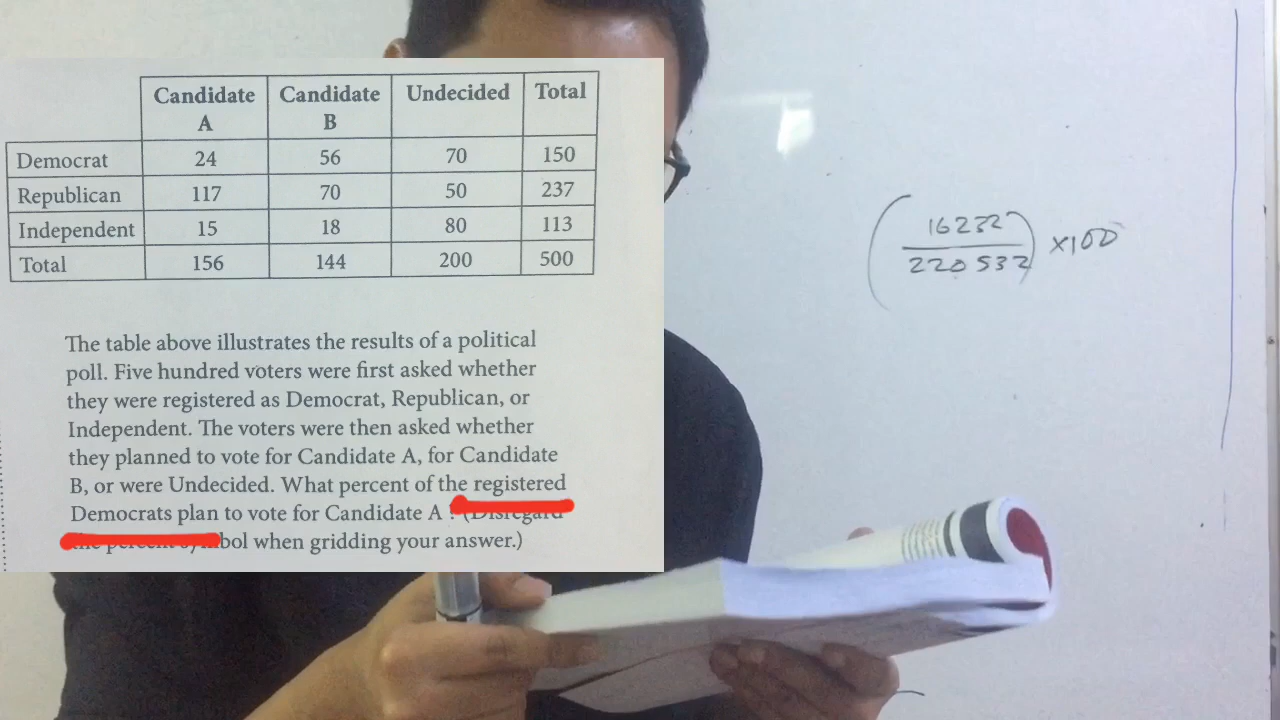 Candidate A Candidate B Undecided Total
Democrat 24 56 70 150
Republican 117 70 50 237
Independent 15 18 80 113
Total 156 144 200 500
The table above illustrates the results of a political
poll. Five hundred voters were first asked whether
they were registered as Democrat, Republican, or
Independent. The voters were then asked whether
they planned to vote for Candidate A, for Candidate
B, or were Undecided. What percent of the registered
Democrats plan to vote for Candidate A ? (Disregard
the percent symbol when gridding your answer.)
(16232
220532) ×100